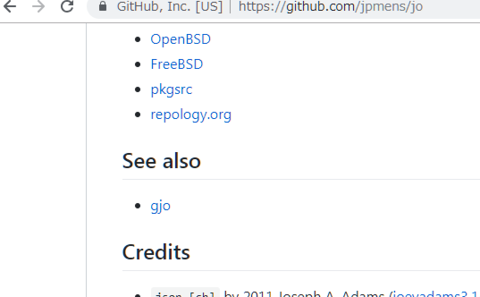 GitHub, Inc. [US] | https://github.com/jpmens/jo
OpenBSD
FreeBSD
pkgsrc
repology.org
See also
gjo
Credits
json.[ch] by 2011 Joseph A. Adams (joeyadams3.1